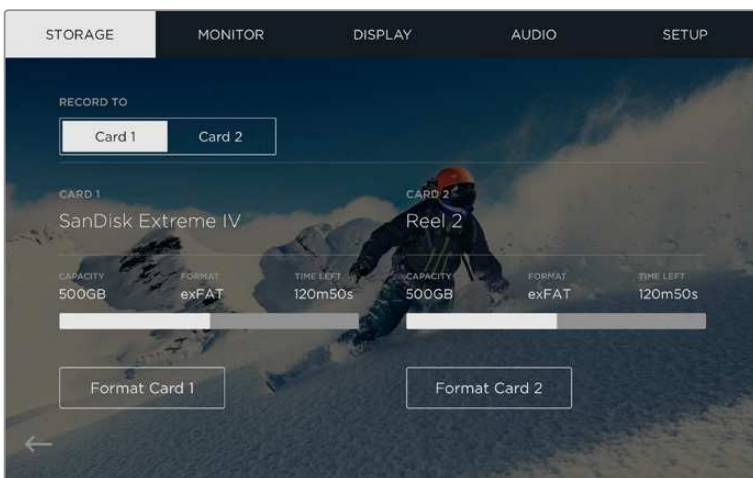 STORAGE MONITOR DISPLAY AUDIO SETUP
RECORD TO
Card 1 Card 2
CARD 1 CARD 2
SanDisk Extreme IV Reel 2
CAPACITY FORMAT TIME LEFT CAPACITY FORMAT TIME LEFT
500GB exFAT 120m50s 500GB exFAT 120m50s
Format Card 1 Format Card 2